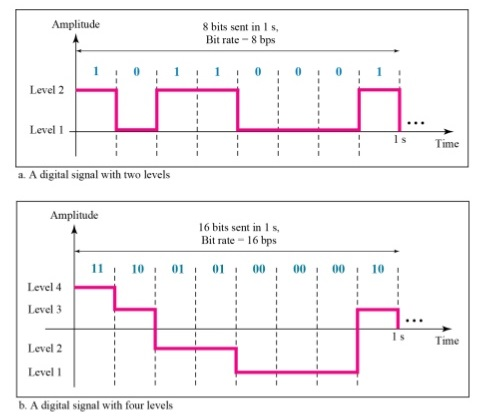 Amplitude
8 bits sent in 1 s,
Bit rate = 8 bps
1 0 1 1 0 0 0 1
Level 2
Level 1
1 s
...
Time
a. A digital signal with two levels
Amplitude
16 bits sent in 1 s,
Bit rate = 16 bps
11 10 01 01 00 00 00 10
Level 4
Level 3
...
1 s
Time
Level 2
Level 1
b. A digital signal with four levels